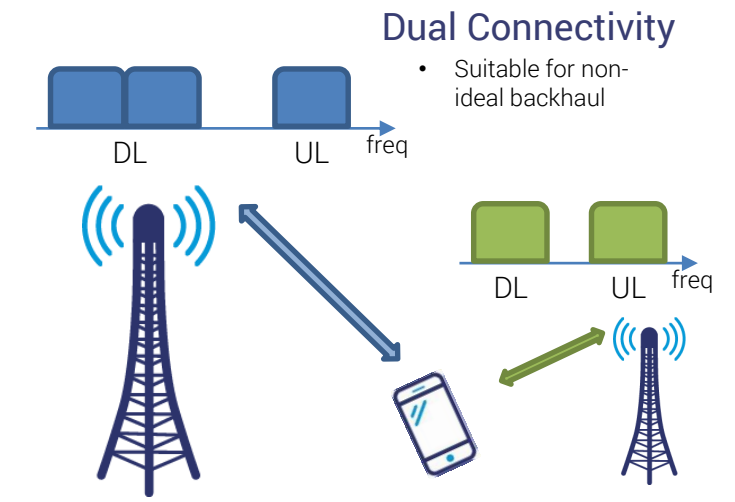 Dual Connectivity
• Suitable for non-
ideal backhaul
DL UL freq
DL UL freq